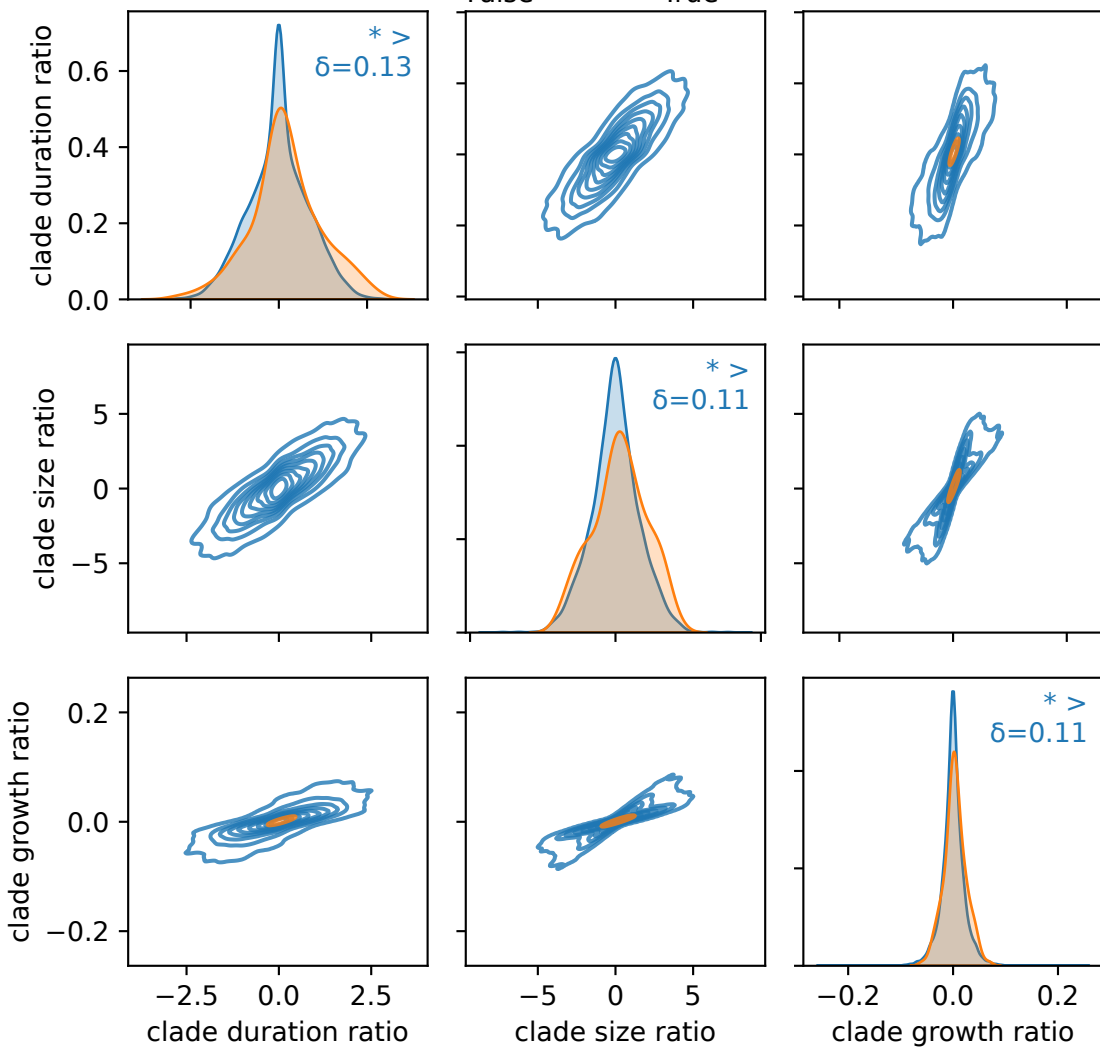 True
clade duration ratio
0.6
0.4
0.2
0.0
* >
δ=0.13
clade size ratio
5
0
−5
* >
δ=0.11
clade growth ratio
0.2
0.0
−0.2
* >
δ=0.11
−2.5 0.0 2.5
−5 0 5
−0.2 0.0 0.2
clade duration ratio
clade size ratio
clade growth ratio